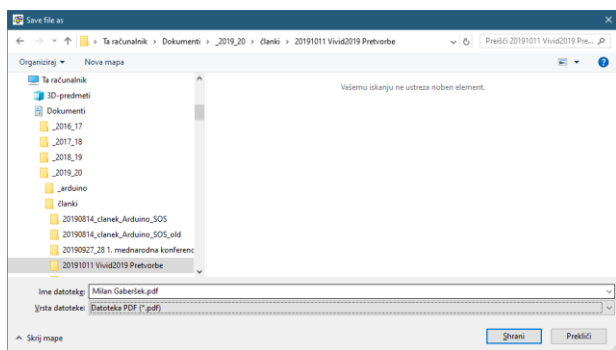 Save file as
Ta računalnik > Dokumenti > _2019_20 > članki > 20191011 Vivid2019 Pretvorbe
Preišči 20191011 Vivid2019 Pre...
Organiziraj Nova mapa
Ta računalnik
3D-predmeti
Dokumenti
_2016_17
_2017_18
_2018_19
_2019_20
_arduino
članki
20190814_clanek_Arduino_SOS
20190814_clanek_Arduino_SOS_old
20190927_28 1. mednarodna konferenc
20191011 Vivid2019 Pretvorbe
Vašemu iskanju ne ustreza noben element.
Ime datoteke: Milan Gaberšek.pdf
Vrsta datoteke: Datoteka PDF (*.pdf)
Skrij mape
Shrani
Prekliči